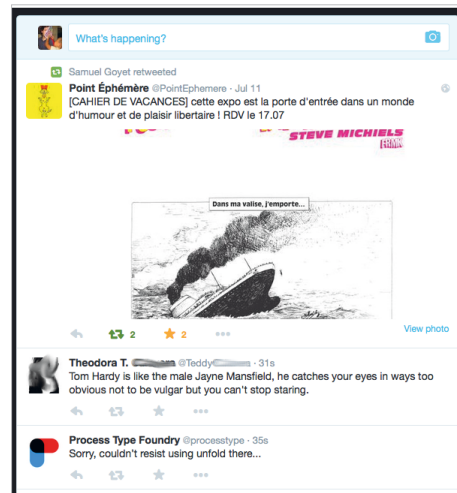 What's happening?
Samuel Goyet retweeted
Point Éphémère @PointEphemere · Jul 11
[CAHIER DE VACANCES] cette expo est la porte d'entrée dans un monde
d'humour et de plaisir libertaire ! RDV le 17.07
STEVE MICHIELS
Dans ma valise, j'emporte...
2
2
View photo
Theodora T. @Teddy · 31s
Tom Hardy is like the male Jayne Mansfield, he catches your eyes in ways too
obvious not to be vulgar but you can't stop staring.
Process Type Foundry @processtype · 35s
Sorry, couldn't resist using unfold there...